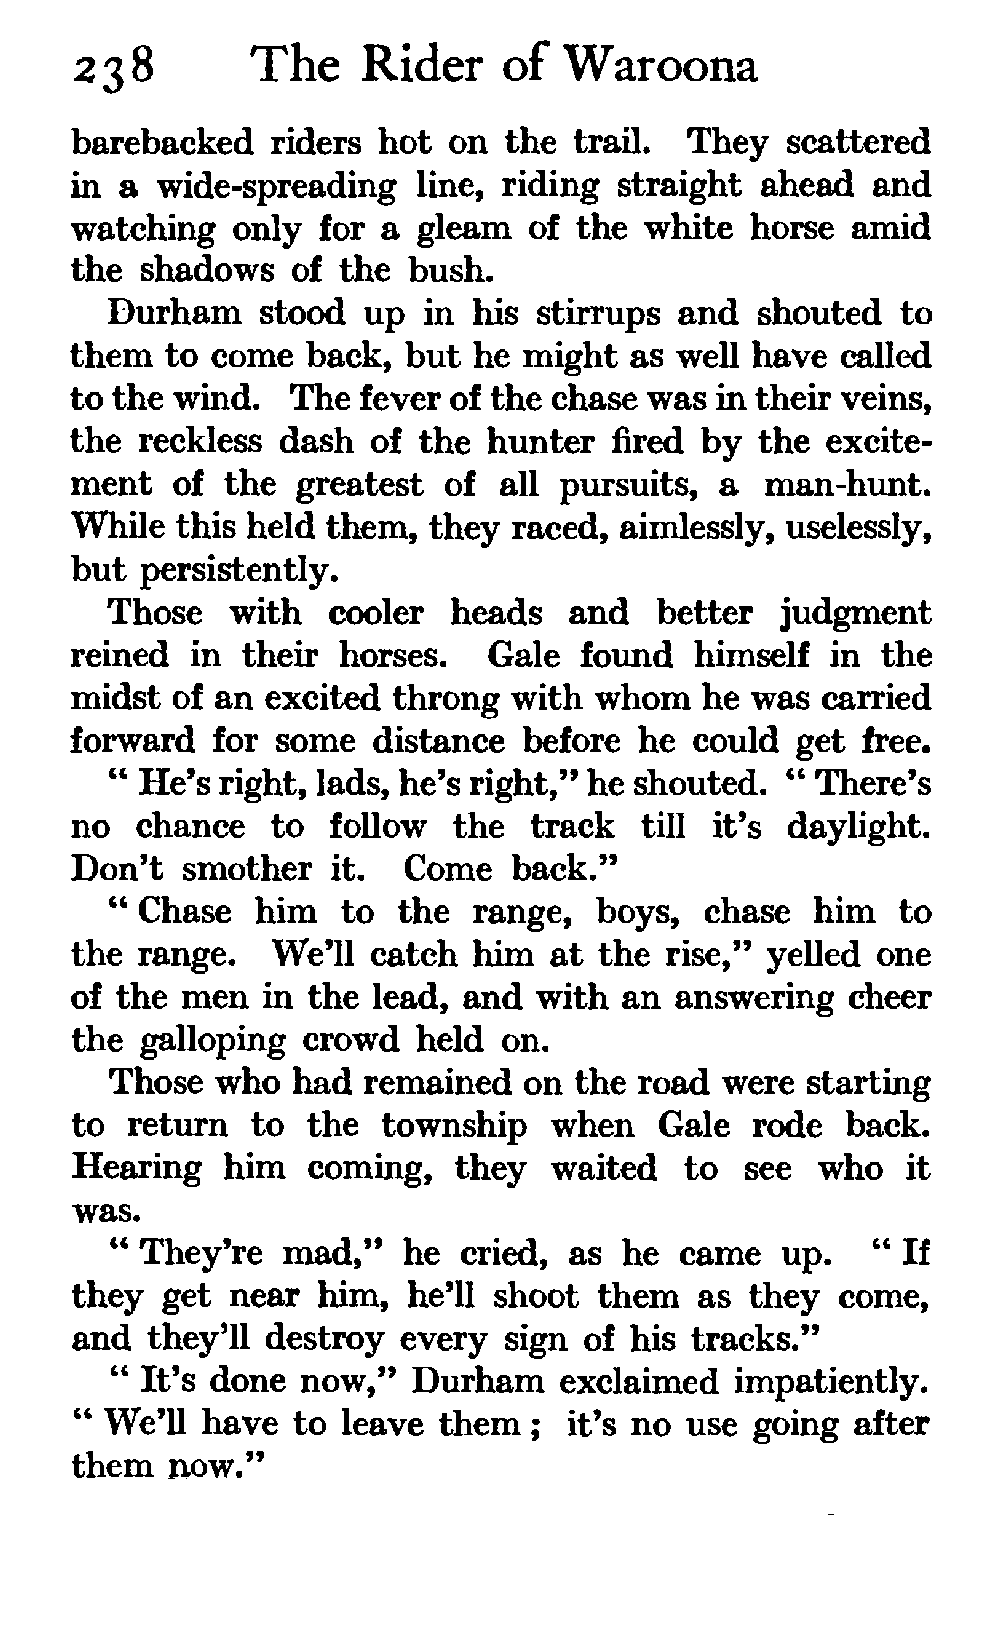 238 The Rider of Waroona
barebacked riders hot on the trail. They scattered
in a wide-spreading line, riding straight ahead and
watching only for a gleam of the white horse amid
the shadows of the bush.
Durham stood up in his stirrups and shouted to
them to come back, but he might as well have called
to the wind. The fever of the chase was in their veins,
the reckless dash of the hunter fired by the excite-
ment of the greatest of all pursuits, a man-hunt.
While this held them, they raced, aimlessly, uselessly,
but persistently.
Those with cooler heads and better judgment
reined in their horses. Gale found himself in the
midst of an excited throng with whom he was carried
forward for some distance before he could get free.
“ He’s right, lads, he’s right,” he shouted. “ There’s
no chance to follow the track till it’s daylight.
Don’t smother it. Come back.”
“ Chase him to the range, boys, chase him to
the range. We’ll catch him at the rise,” yelled one
of the men in the lead, and with an answering cheer
the galloping crowd held on.
Those who had remained on the road were starting
to return to the township when Gale rode back.
Hearing him coming, they waited to see who it
was.
“ They’re mad,” he cried, as he came up. “ If
they get near him, he’ll shoot them as they come,
and they’ll destroy every sign of his tracks.”
“ It’s done now,” Durham exclaimed impatiently.
“ We’ll have to leave them ; it’s no use going after
them now.”